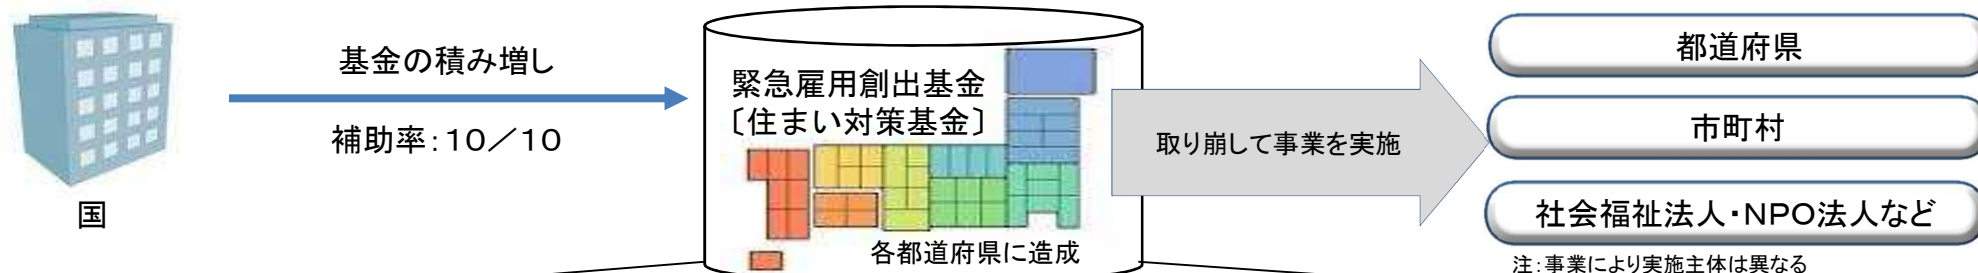 国
基金の積み増し
補助率:10/10
緊急雇用創出基金
〔住まい対策基金〕
各都道府県に造成
取り崩して事業を実施
都道府県
市町村
社会福祉法人・NPO法人など
注:事業により実施主体は異なる